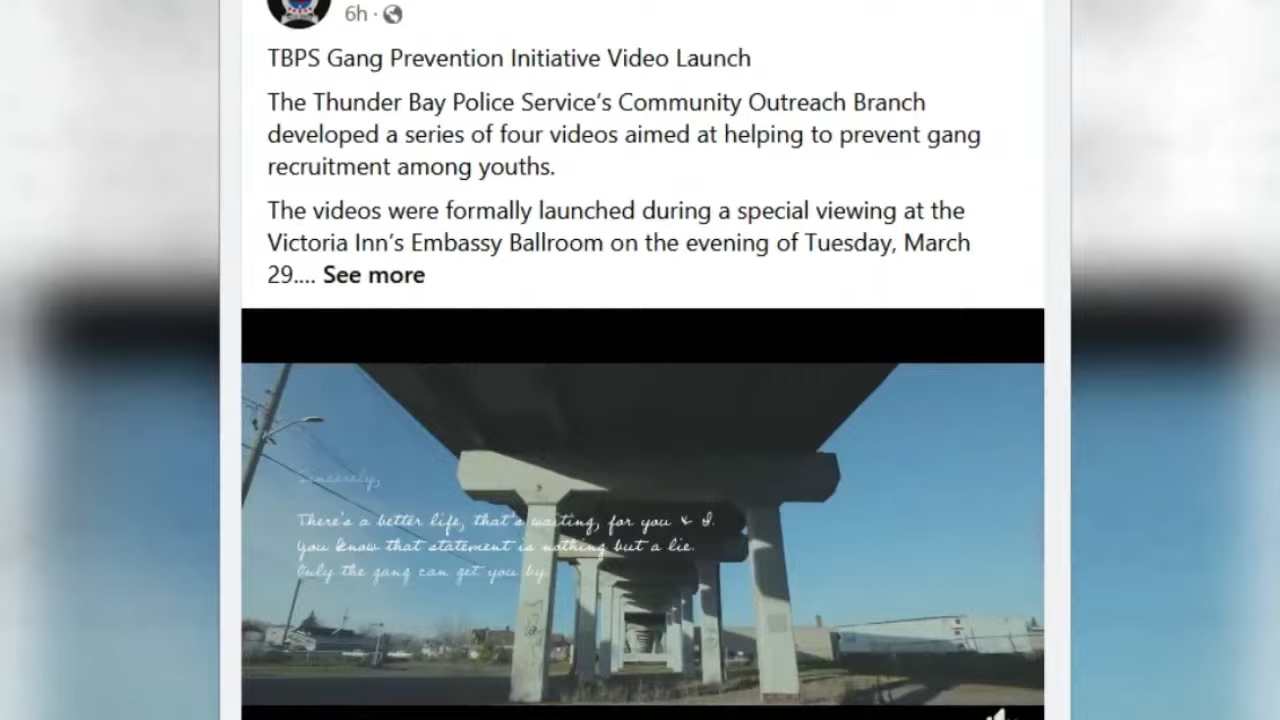 6h ·
TBPS Gang Prevention Initiative Video Launch
The Thunder Bay Police Service's Community Outreach Branch
developed a series of four videos aimed at helping to prevent gang
recruitment among youths.
The videos were formally launched during a special viewing at the
Victoria Inn's Embassy Ballroom on the evening of Tuesday, March
29.... See more
Sincerely,
There's a better life, that's waiting, for you & I.
You know that statement is nothing but a lie.
Only the gang can get you by